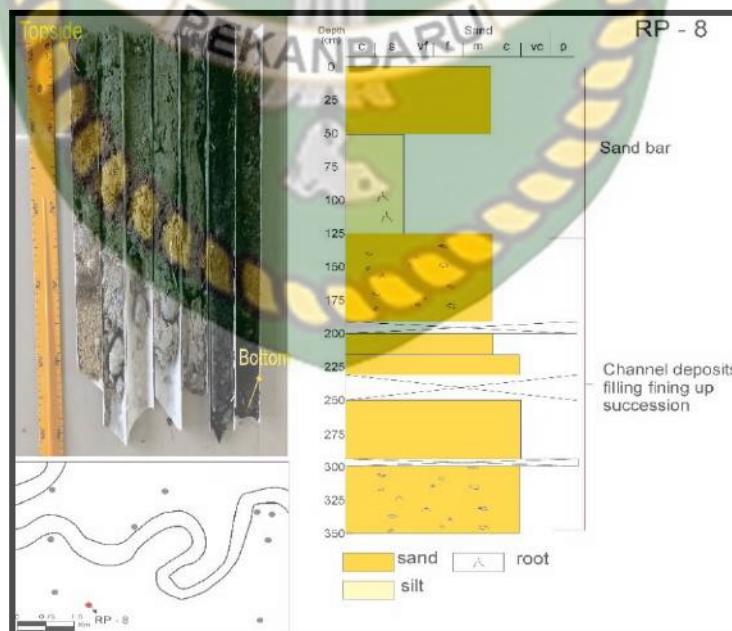 RP - 8
Topside
PEKANBARU
Depth
(cm)
Sand
c s vf f m c vc p
0
25
50
75
100
125
150
175
200
225
250
275
300
325
350
Sand bar
Channel deposits
filling fining up
succession
Bottom
RP - 8
Km
sand
root
silt